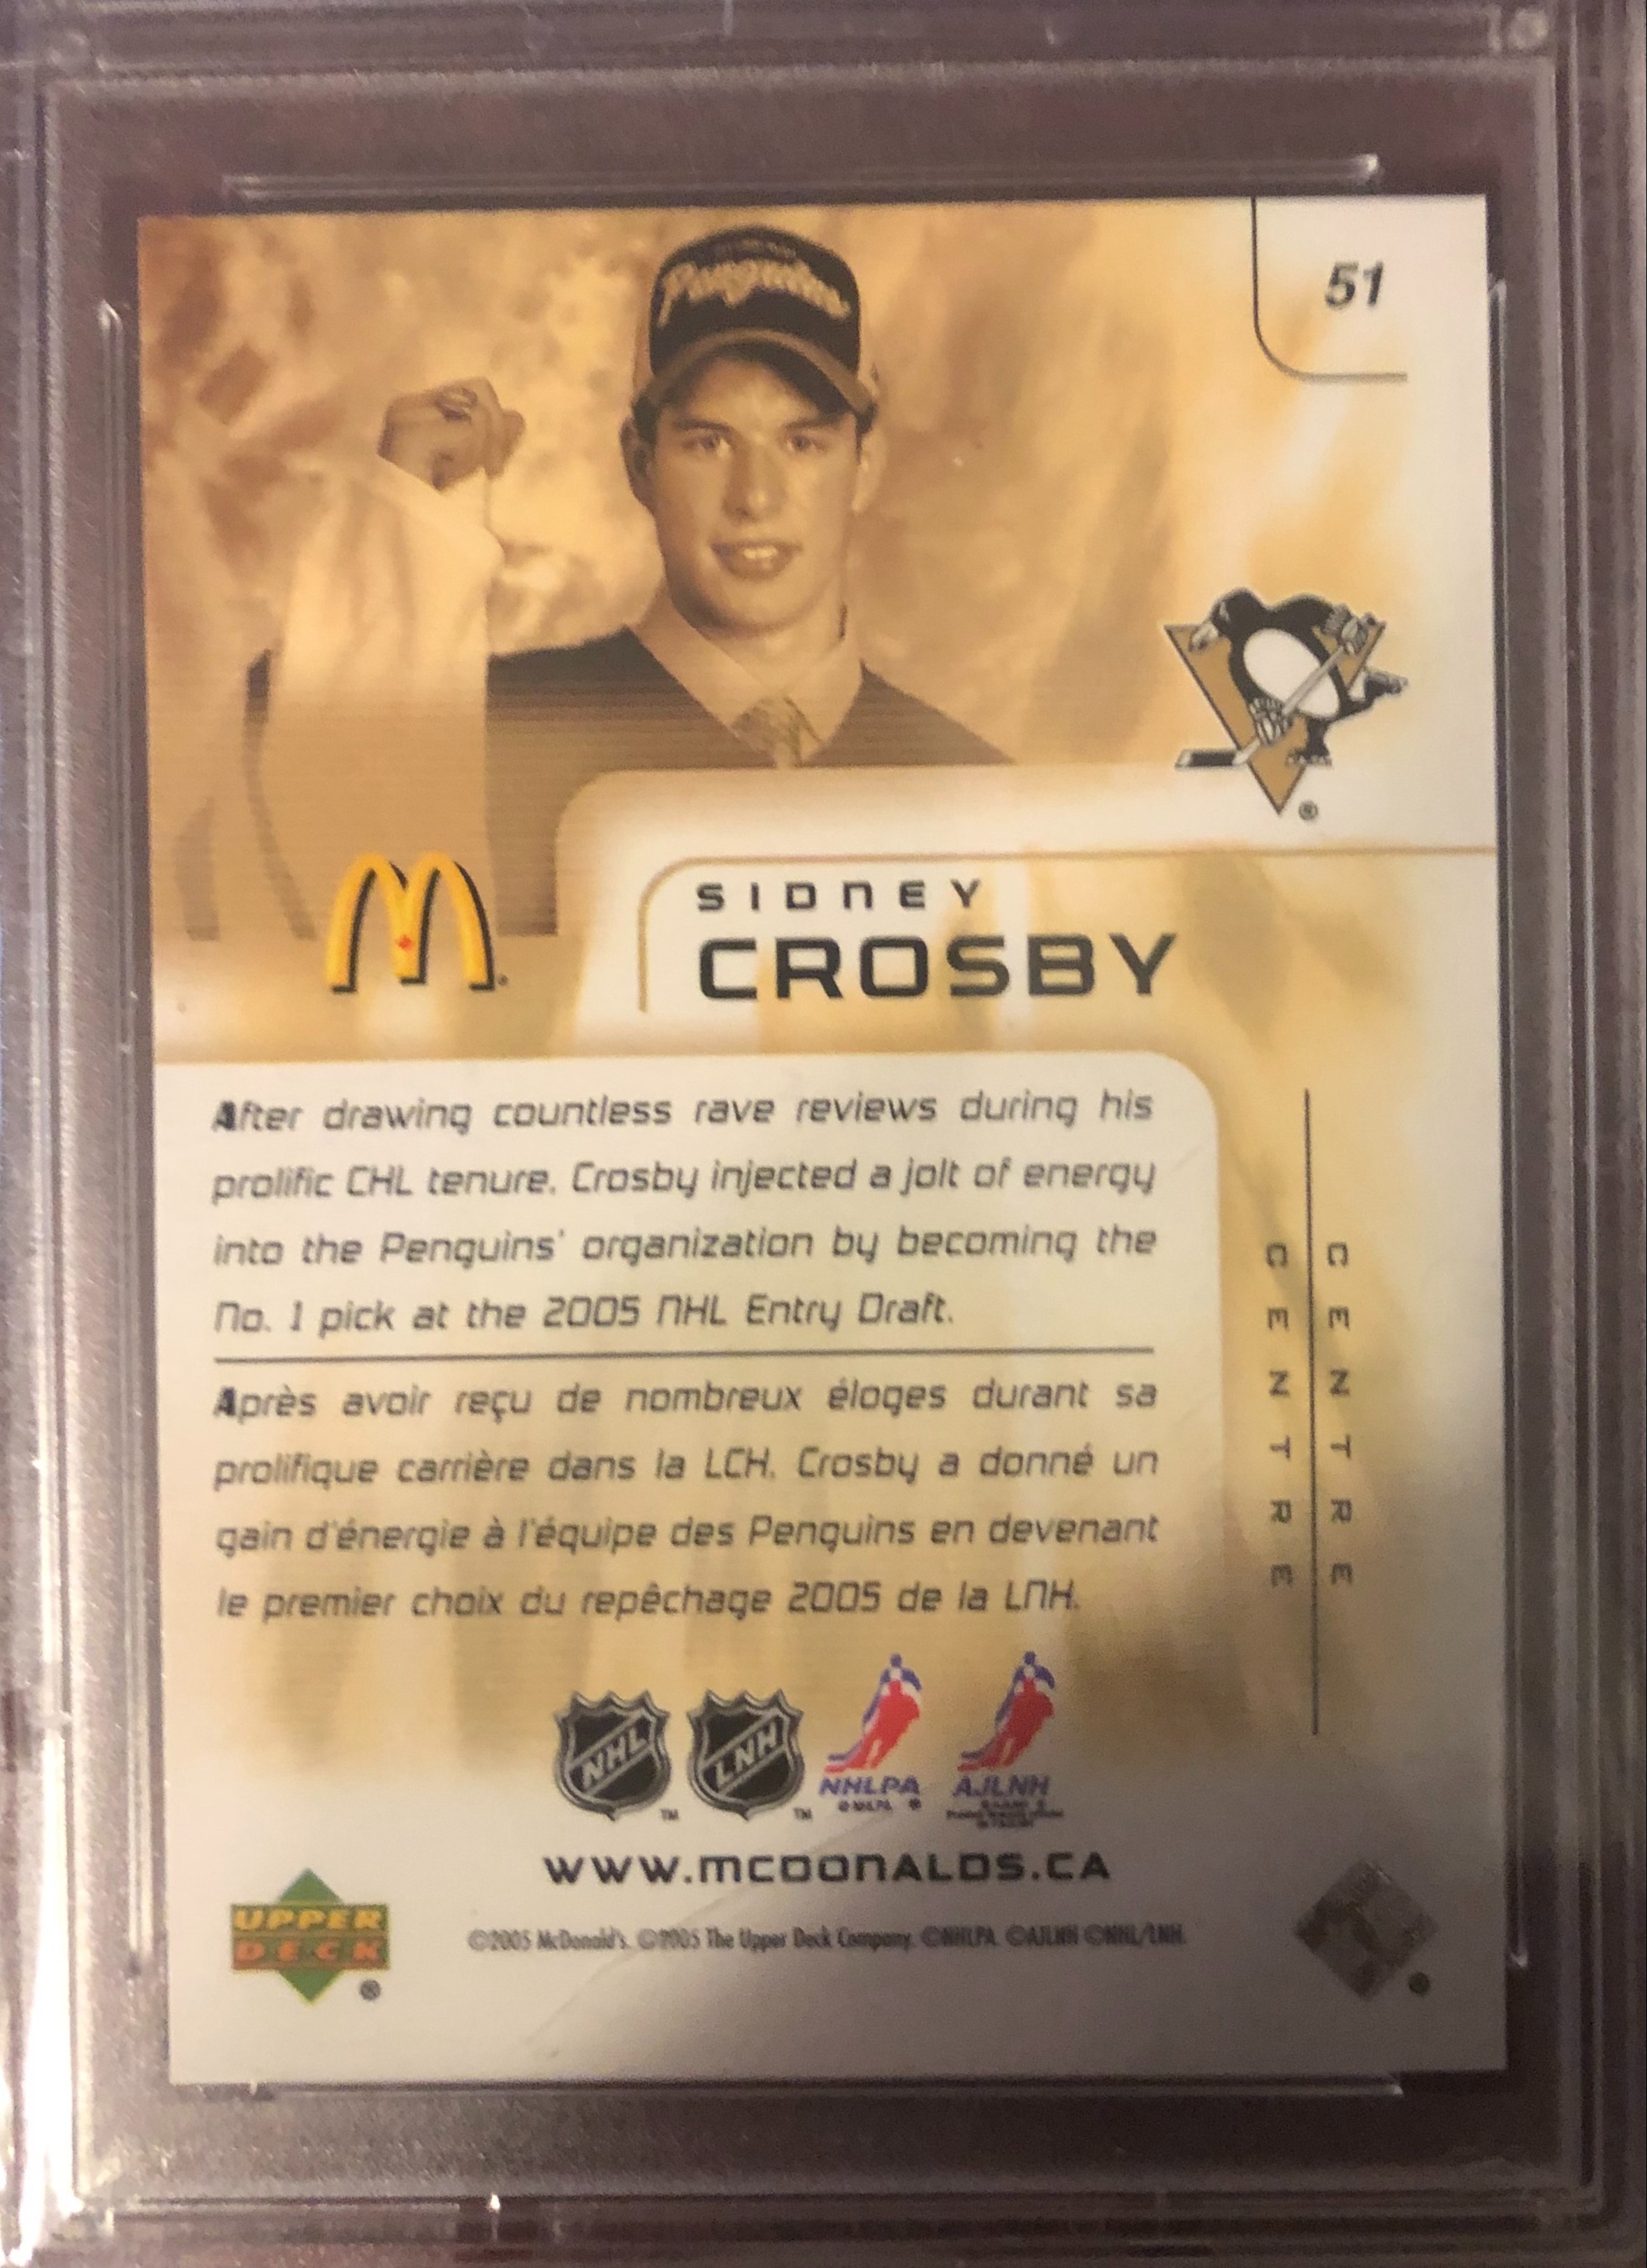 Penguins
51
®
SIDNEY
CROSBY
After drawing countless rave reviews during his
prolific CHL tenure, Crosby injected a jolt of energy
into the Penguins' organization by becoming the
No. 1 pick at the 2005 NHL Entry Draft.
Après avoir reçu de nombreux éloges durant sa
prolifique carrière dans la LCH, Crosby a donné un
gain d'énergie à l'équipe des Penguins en devenant
le premier choix du repêchage 2005 de la LNH.
CENTRE
CENTRE
NHL ™ LNH ™ NHLPA AJLNH
WWW.MCDONALDS.CA
UPPER
DECK
®
©2005 McDonald's. ©2005 The Upper Deck Company. ©NHLPA. ©AJLNH ©NHL/LNH.